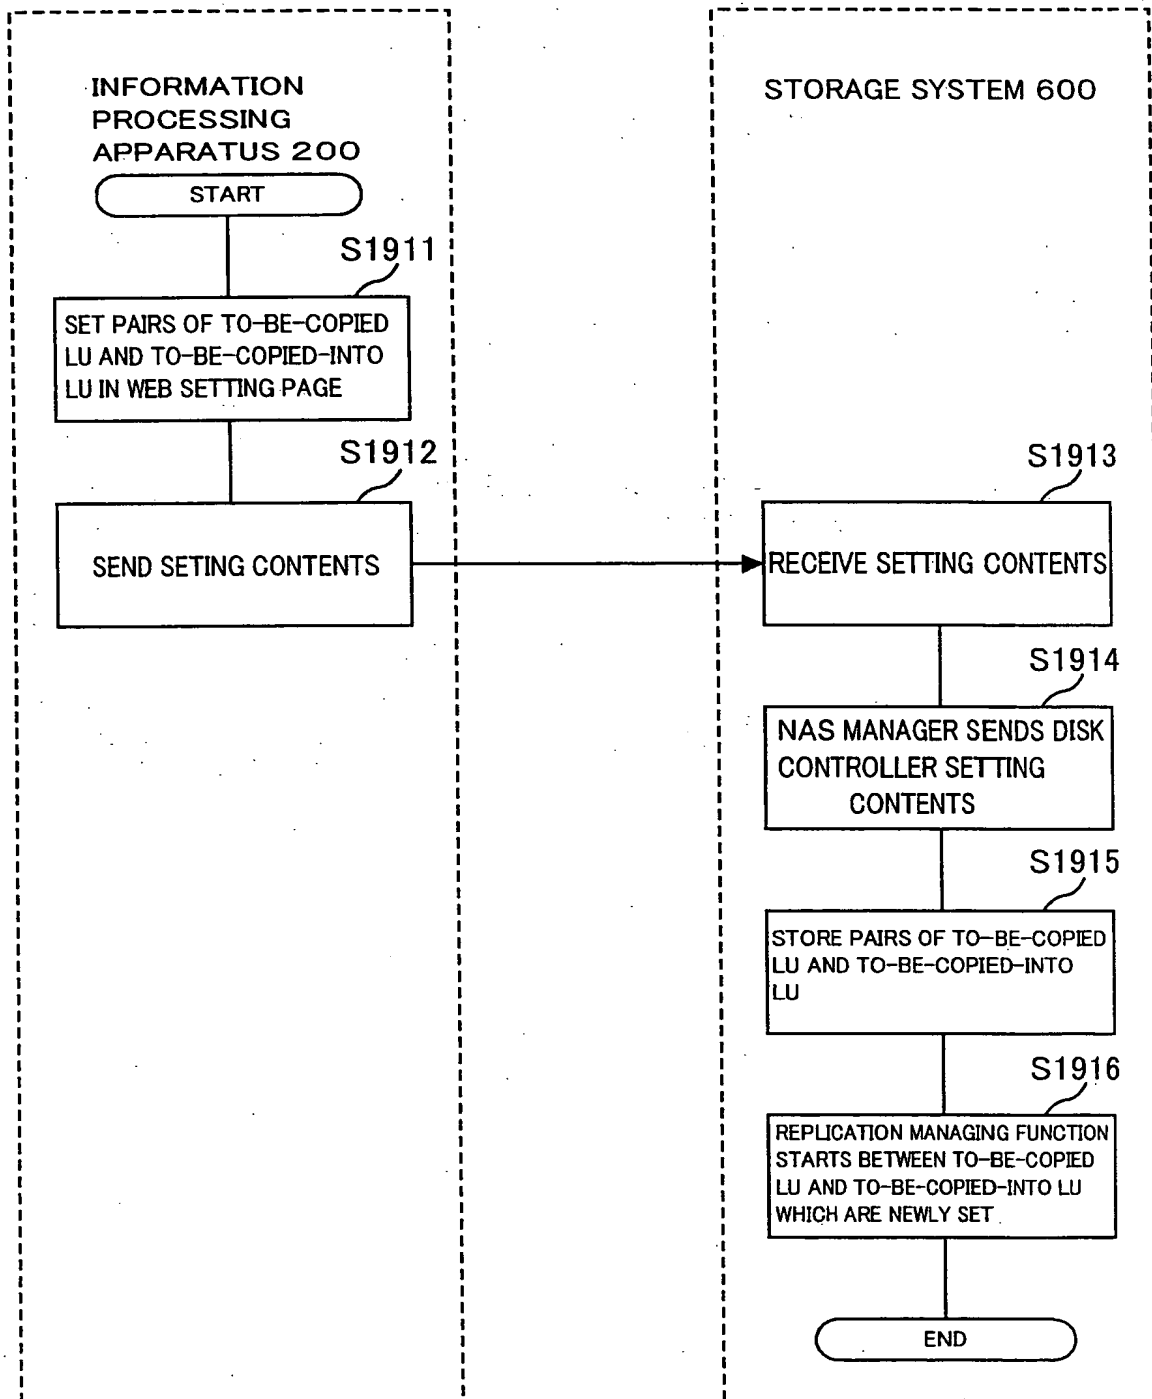 INFORMATION
PROCESSING
APPARATUS 200
START
S1911
SET PAIRS OF TO-BE-COPIED
LU AND TO-BE-COPIED-INTO
LU IN WEB SETTING PAGE
S1912
SEND SETING CONTENTS
STORAGE SYSTEM 600
S1913
RECEIVE SETTING CONTENTS
S1914
NAS MANAGER SENDS DISK
CONTROLLER SETTING
CONTENTS
S1915
STORE PAIRS OF TO-BE-COPIED
LU AND TO-BE-COPIED-INTO
LU
S1916
REPLICATION MANAGING FUNCTION
STARTS BETWEEN TO-BE-COPIED
LU AND TO-BE-COPIED-INTO LU
WHICH ARE NEWLY SET
END